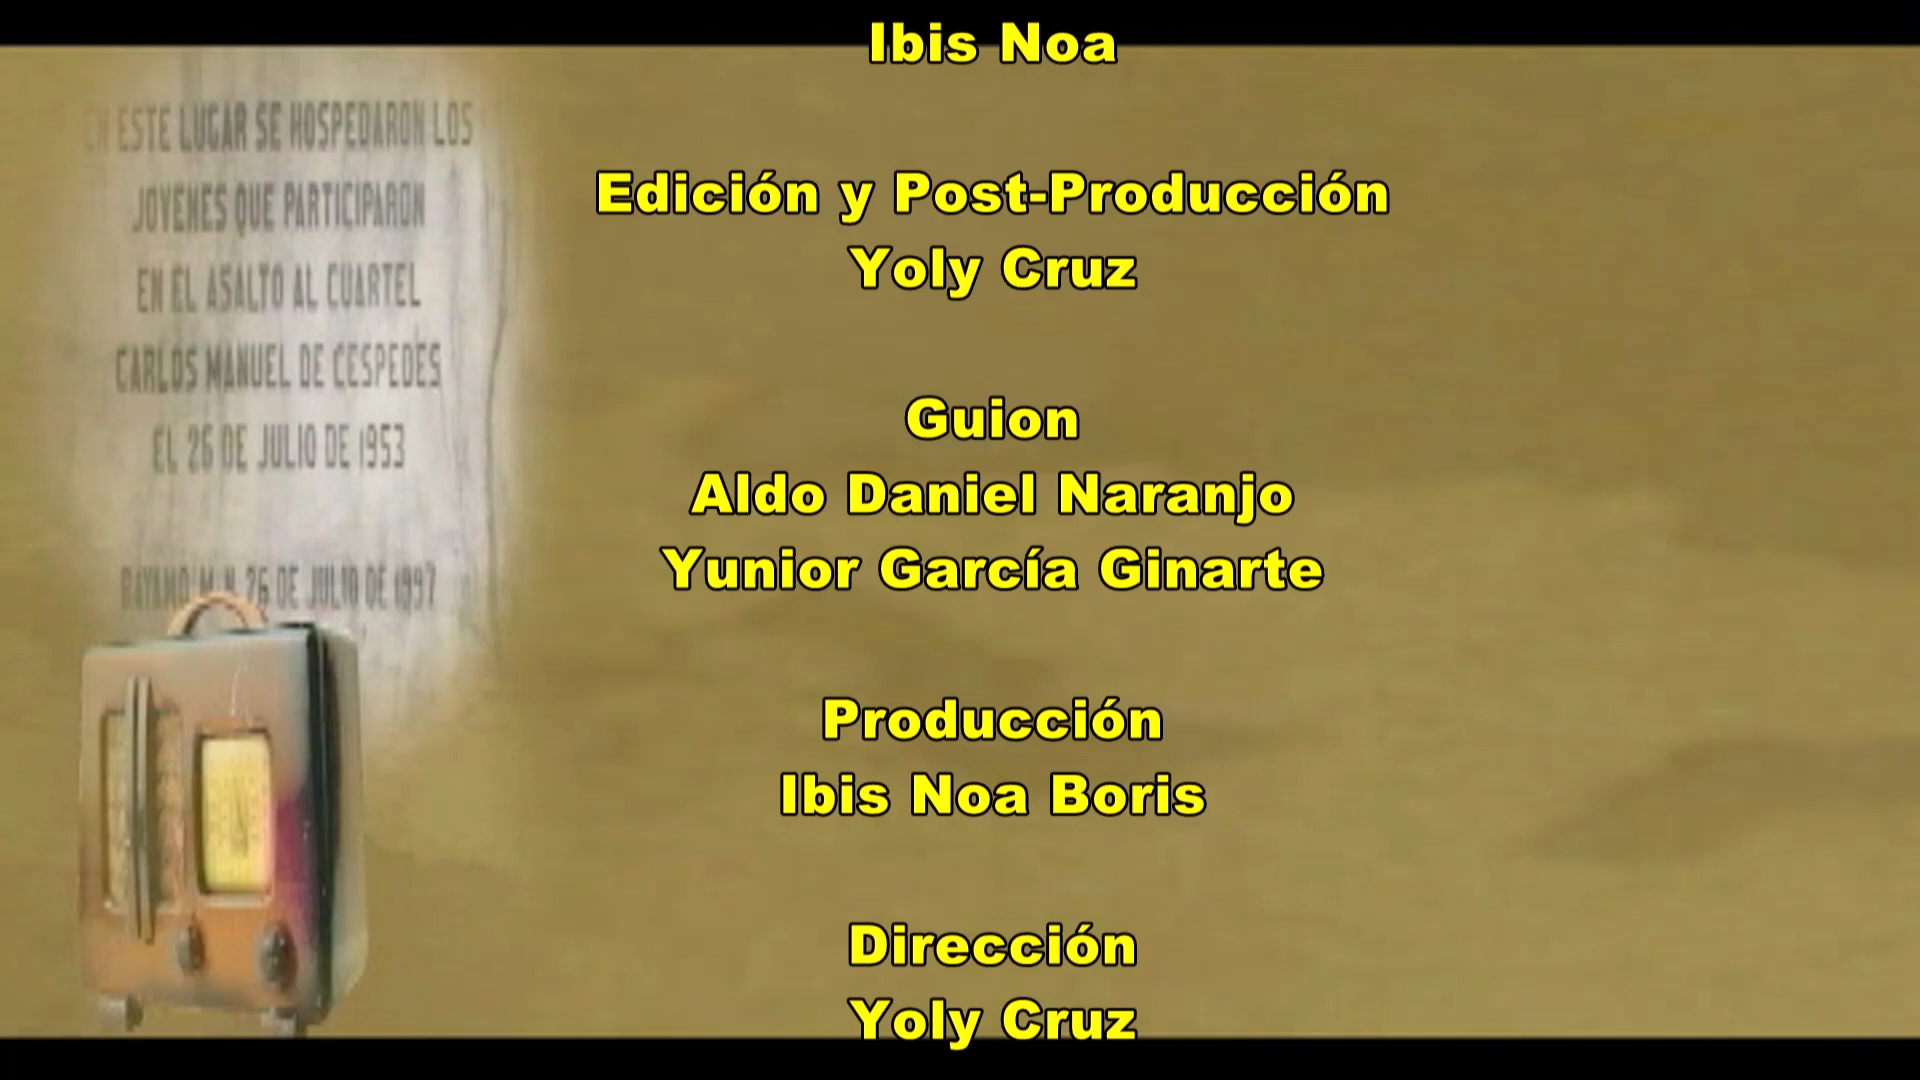 Ibis Noa
EN ESTE LUGAR SE HOSPEDARON LOS
JOVENES QUE PARTICIPARON
EN EL ASALTO AL CUARTEL
CARLOS MANUEL DE CESPEDES
EL 26 DE JULIO DE 1953
BAYAMO, M. N. 26 DE JULIO DE 1997
Edición y Post-Producción
Yoly Cruz
Guion
Aldo Daniel Naranjo
Yunior García Ginarte
Producción
Ibis Noa Boris
Dirección
Yoly Cruz